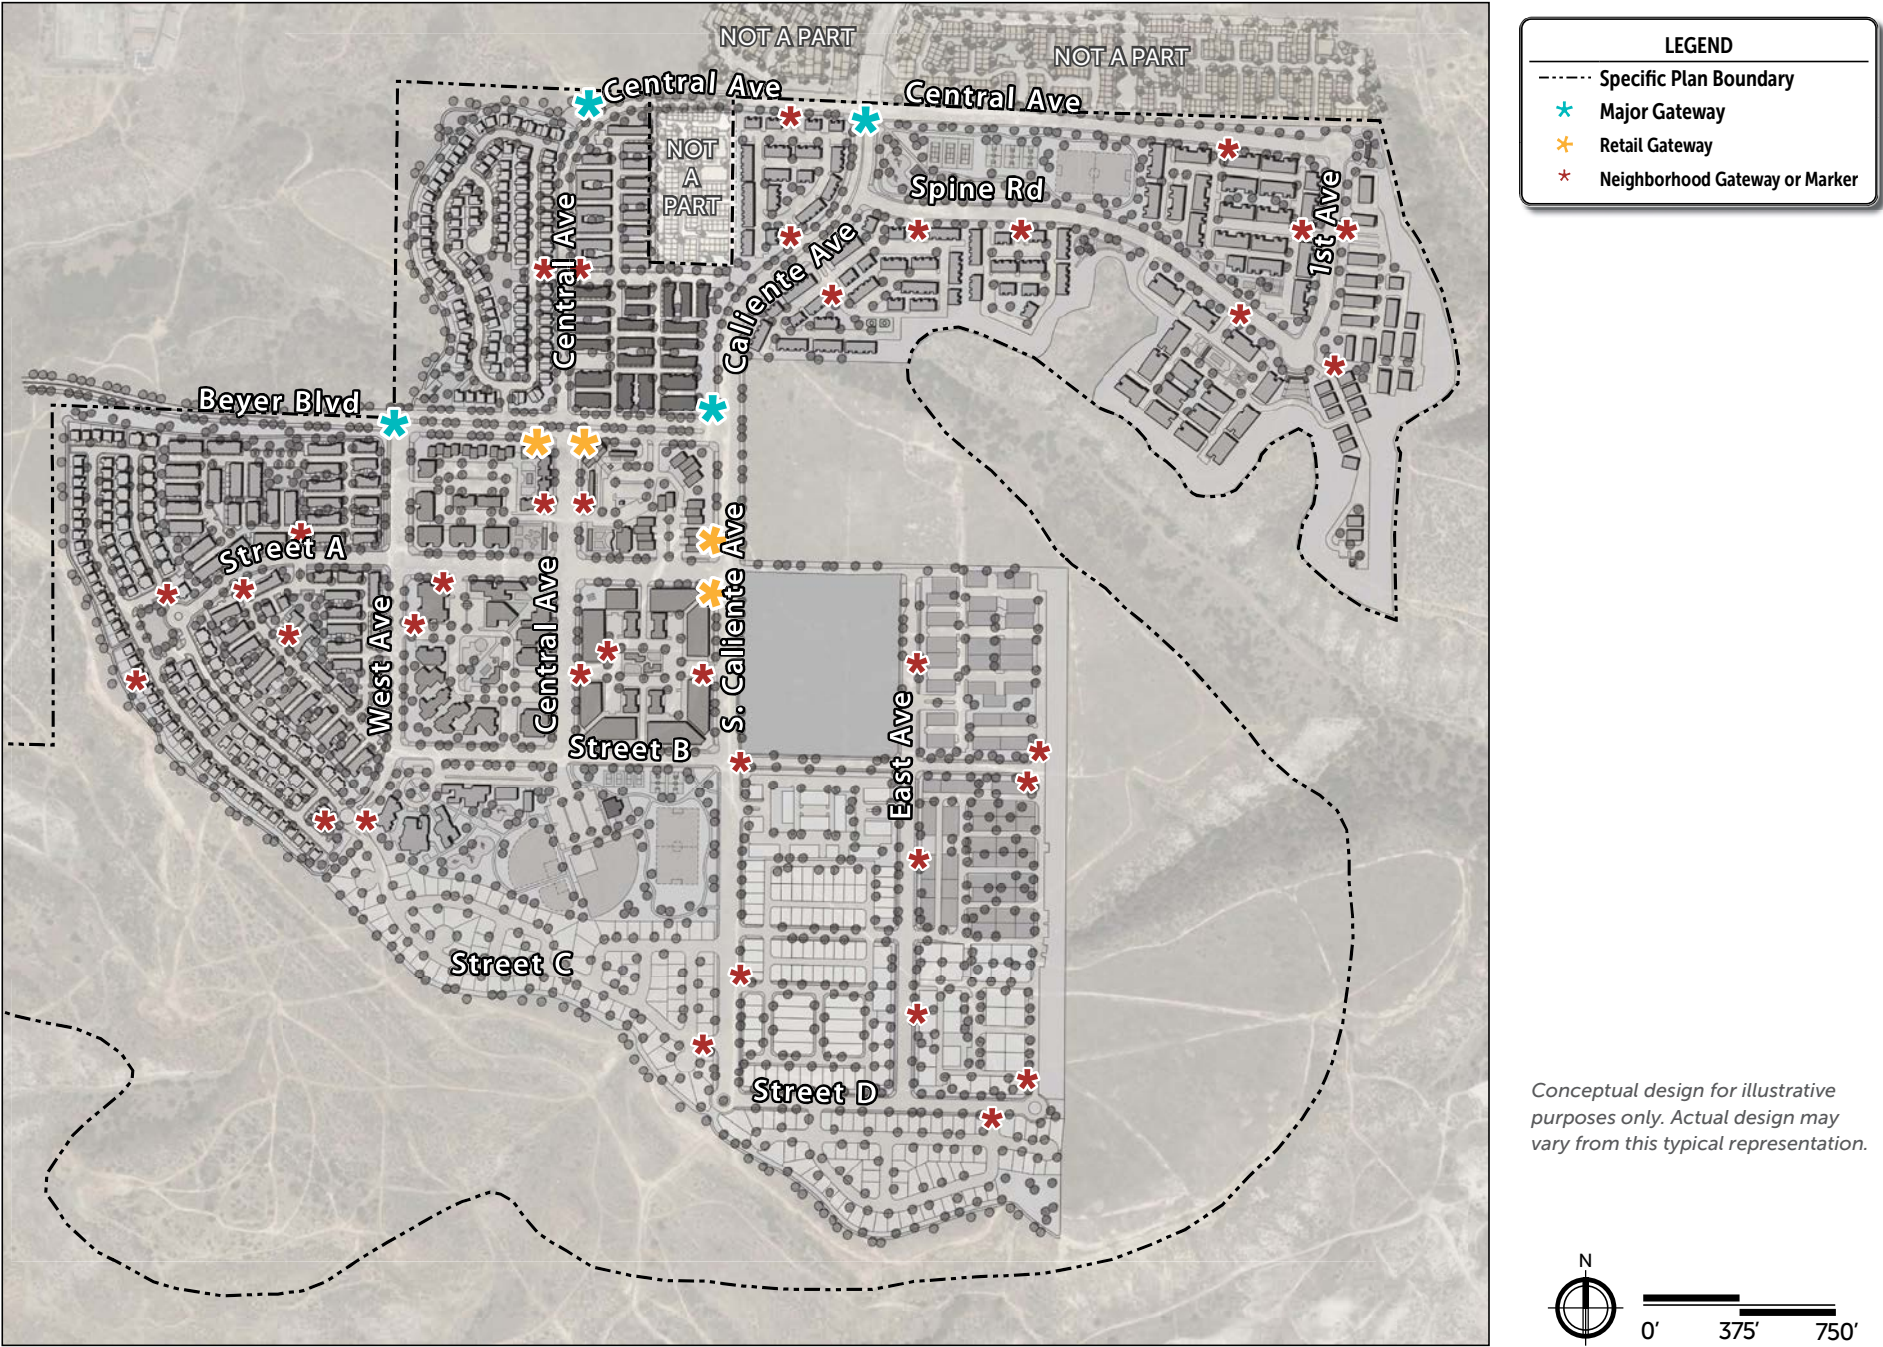 NOT A PART
NOT A PART
Central Ave
Central Ave
NOT
A
PART
Spine Rd
1st Ave
Central Ave
Caliente Ave
Beyer Blvd
Street A
West Ave
Central Ave
S. Caliente Ave
Street B
East Ave
Street C
Street D
LEGEND
Specific Plan Boundary
Major Gateway
Retail Gateway
Neighborhood Gateway or Marker
Conceptual design for illustrative
purposes only. Actual design may
vary from this typical representation.
N
0' 375' 750'